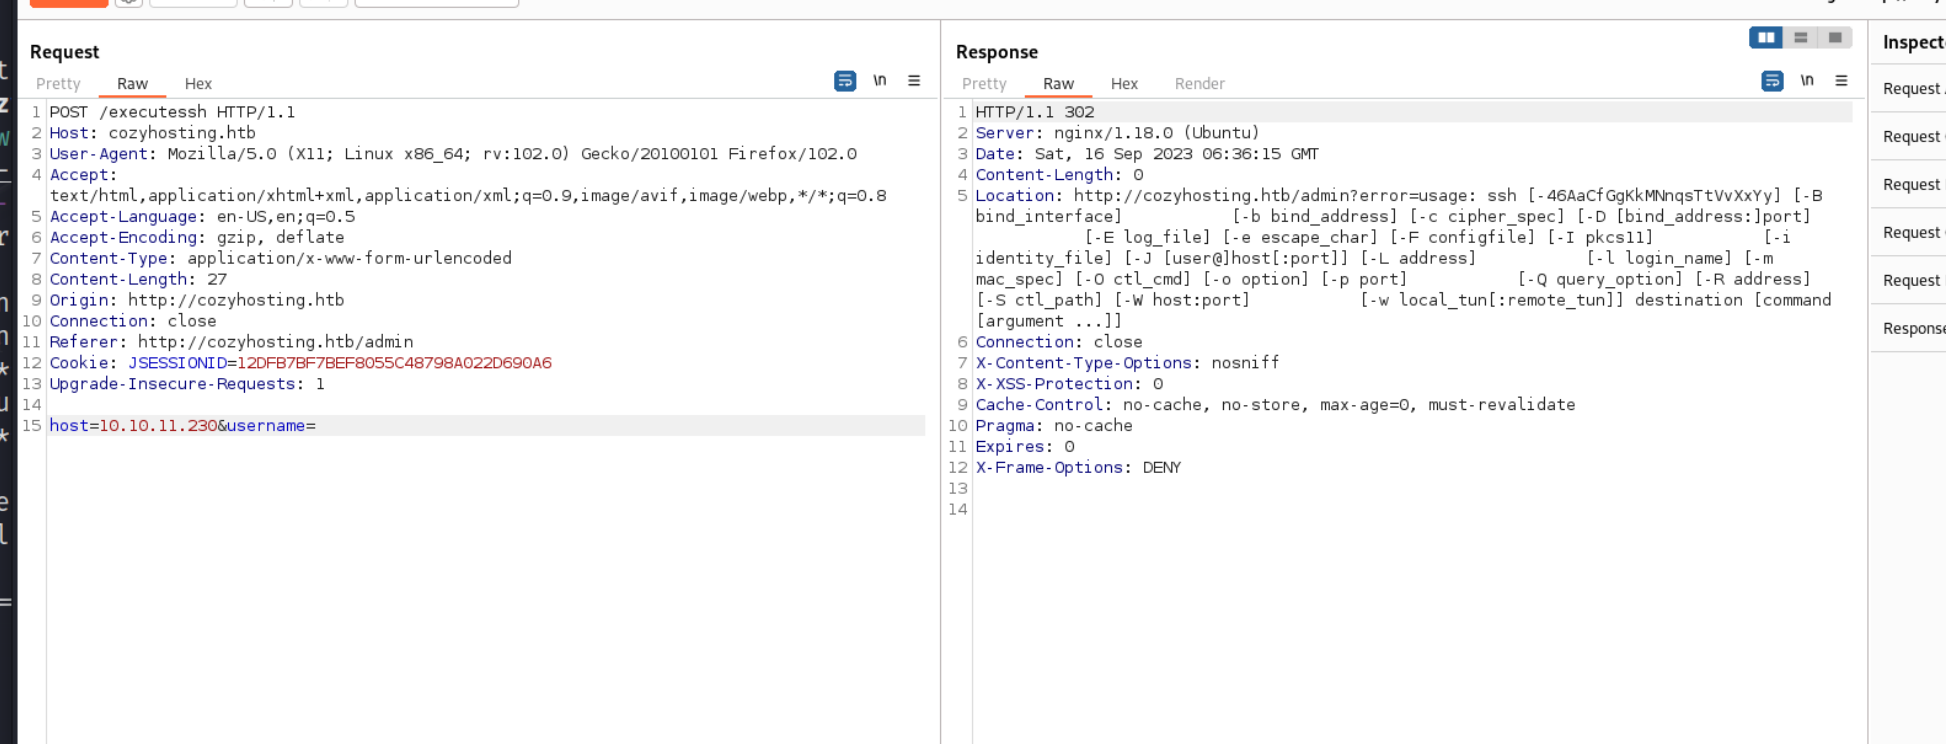 Request
Response
Inspect
Pretty Raw Hex
\n
Pretty Raw Hex Render
\n
Request
Request
Request
Request
Request
Response
1 POST /executessh HTTP/1.1
2 Host: cozyhosting.htb
3 User-Agent: Mozilla/5.0 (X11; Linux x86_64; rv:102.0) Gecko/20100101 Firefox/102.0
4 Accept:
text/html,application/xhtml+xml,application/xml;q=0.9,image/avif,image/webp,*/*;q=0.8
5 Accept-Language: en-US,en;q=0.5
6 Accept-Encoding: gzip, deflate
7 Content-Type: application/x-www-form-urlencoded
8 Content-Length: 27
9 Origin: http://cozyhosting.htb
10 Connection: close
11 Referer: http://cozyhosting.htb/admin
12 Cookie: JSESSIONID=12DFB7BF7BEF8055C48798A022D690A6
13 Upgrade-Insecure-Requests: 1
14
15 host=10.10.11.230&username=
1 HTTP/1.1 302
2 Server: nginx/1.18.0 (Ubuntu)
3 Date: Sat, 16 Sep 2023 06:36:15 GMT
4 Content-Length: 0
5 Location: http://cozyhosting.htb/admin?error=usage: ssh [-46AaCfGgKkMNnqsTtVvXxYy] [-B
bind_interface] [-b bind_address] [-c cipher_spec] [-D [bind_address:]port]
[-E log_file] [-e escape_char] [-F configfile] [-I pkcs11] [-i
identity_file] [-J [user@]host[:port]] [-L address] [-l login_name] [-m
mac_spec] [-O ctl_cmd] [-o option] [-p port] [-Q query_option] [-R address]
[-S ctl_path] [-W host:port] [-w local_tun[:remote_tun]] destination [command
[argument ...]]
6 Connection: close
7 X-Content-Type-Options: nosniff
8 X-XSS-Protection: 0
9 Cache-Control: no-cache, no-store, max-age=0, must-revalidate
10 Pragma: no-cache
11 Expires: 0
12 X-Frame-Options: DENY
13
14